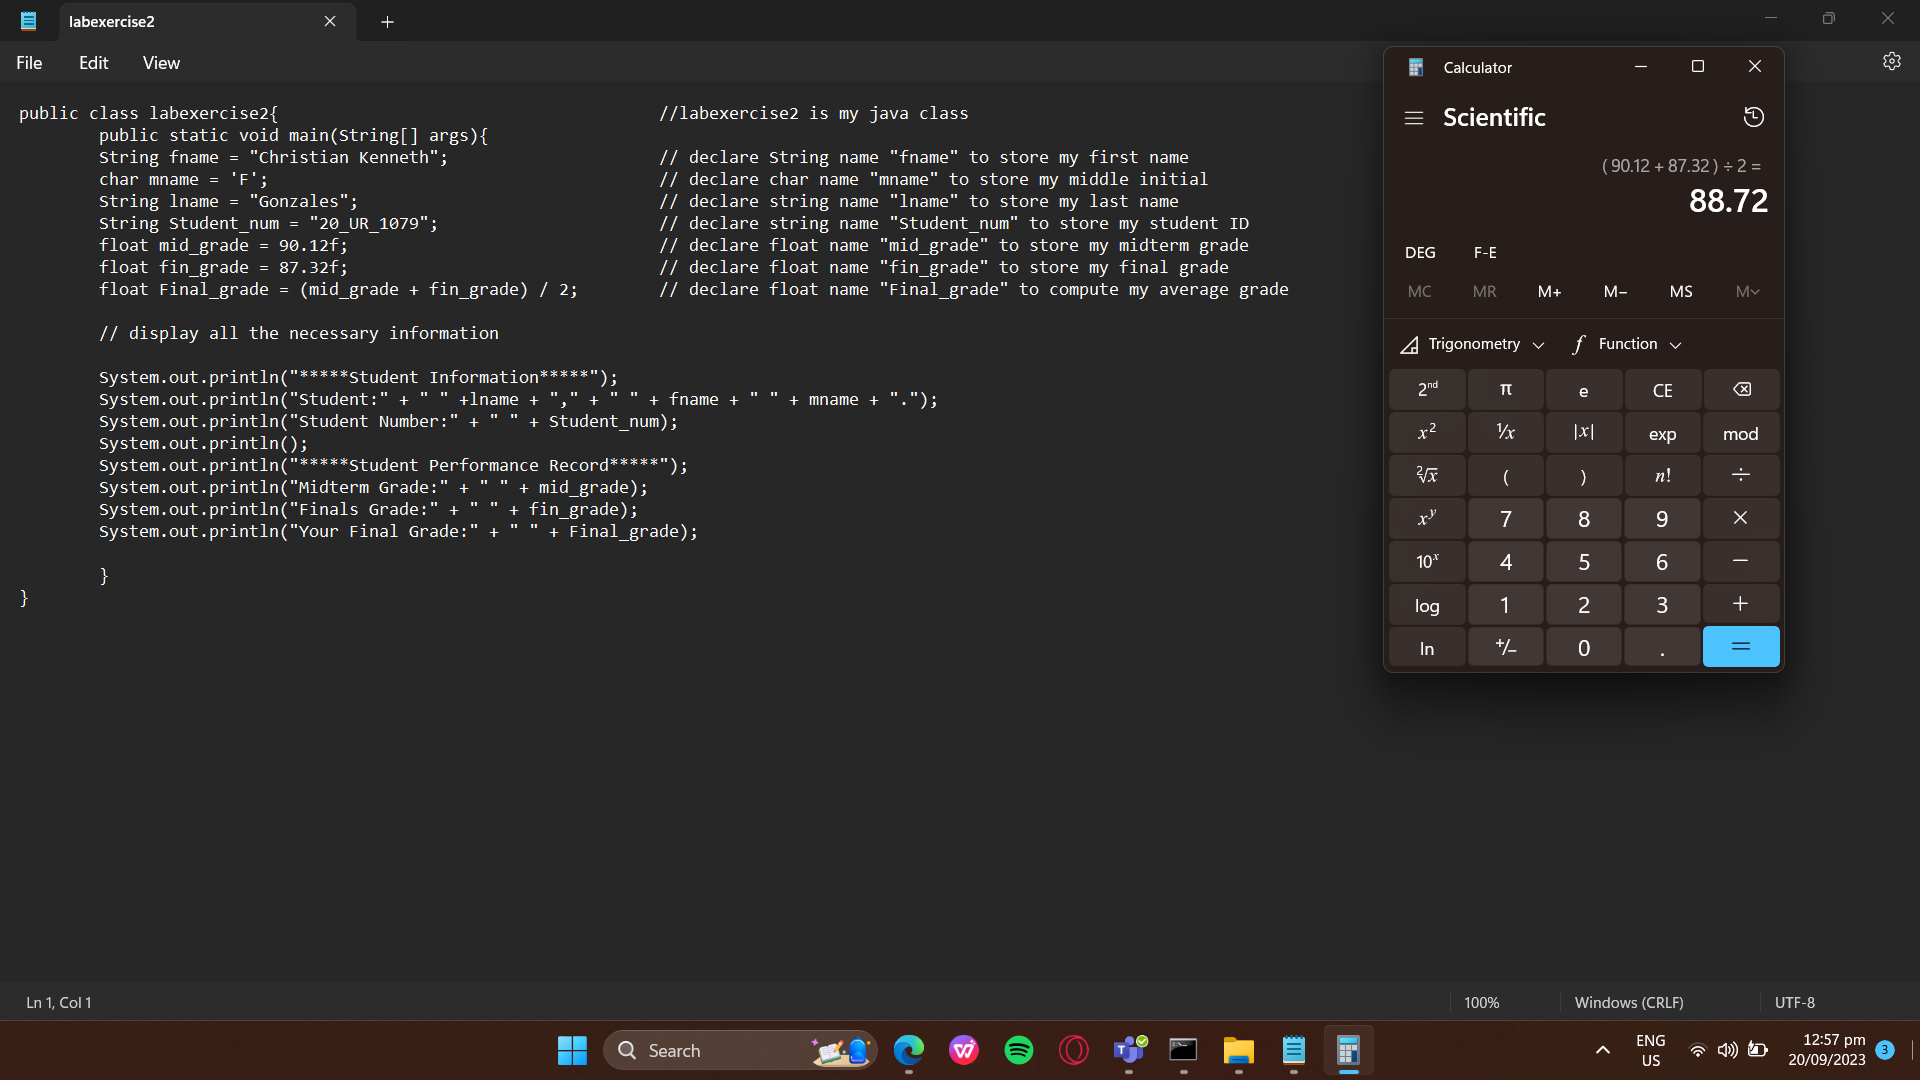 labexercise2
File Edit View
public class labexercise2{ //labexercise2 is my java class
public static void main(String[] args){
String fname = "Christian Kenneth"; // declare String name "fname" to store my first name
char mname = 'F'; // declare char name "mname" to store my middle initial
String lname = "Gonzales"; // declare string name "lname" to store my last name
String Student_num = "20_UR_1079"; // declare string name "Student_num" to store my student ID
float mid_grade = 90.12f; // declare float name "mid_grade" to store my midterm grade
float fin_grade = 87.32f; // declare float name "fin_grade" to store my final grade
float Final_grade = (mid_grade + fin_grade) / 2; // declare float name "Final_grade" to compute my average grade
// display all the necessary information
System.out.println("*****Student Information*****");
System.out.println("Student:" + " " +lname + "," + " " + fname + " " + mname + ".");
System.out.println("Student Number:" + " " + Student_num);
System.out.println();
System.out.println("*****Student Performance Record*****");
System.out.println("Midterm Grade:" + " " + mid_grade);
System.out.println("Finals Grade:" + " " + fin_grade);
System.out.println("Your Final Grade:" + " " + Final_grade);
}
}
Calculator
Scientific
(90.12 + 87.32) ÷ 2 =
88.72
DEG F-E
MC MR M+ M− MS M
Trigonometry f Function
2nd π e CE
x² ¹/x |x| exp mod
²√x ( ) n! ÷
xʸ 7 8 9 ×
10ˣ 4 5 6 −
log 1 2 3 +
ln +/− 0 . =
Ln 1, Col 1 100% Windows (CRLF) UTF-8
Search
ENG
US
12:57 pm
20/09/2023
3